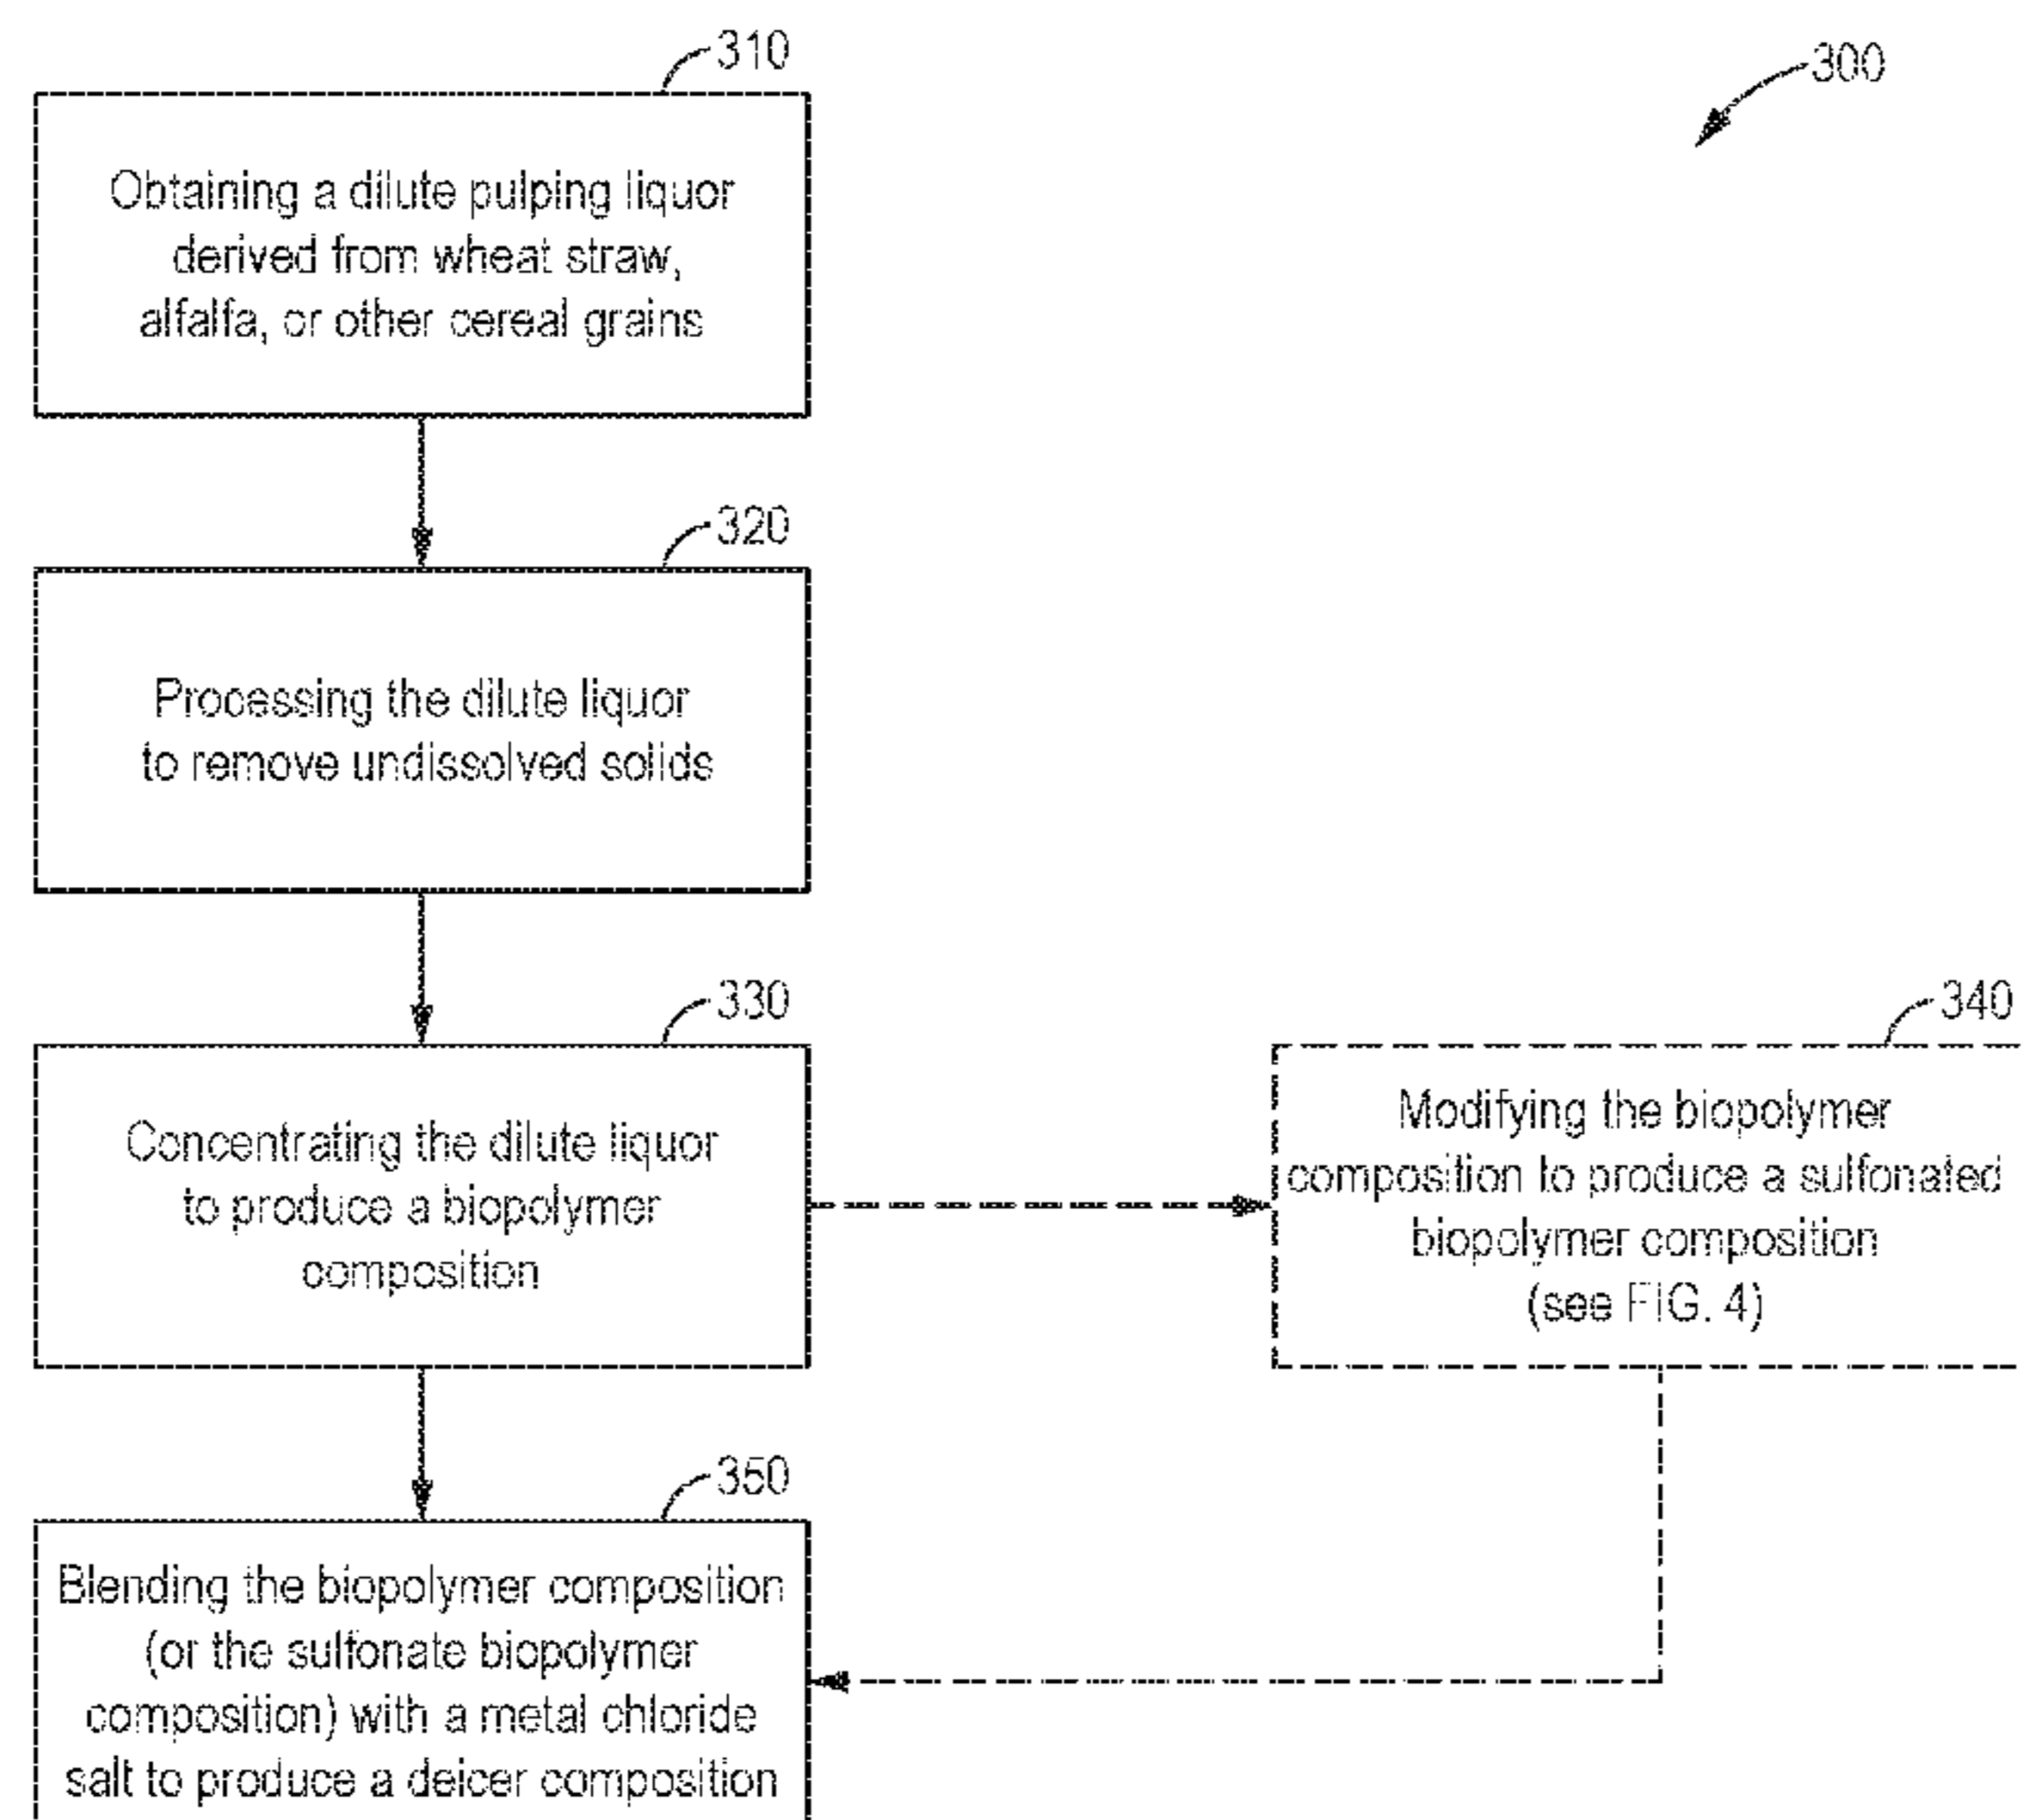 310
300
Obtaining a dilute pulping liquor
derived from wheat straw,
alfalfa, or other cereal grains
320
Processing the dilute liquor
to remove undissolved solids
330
Concentrating the dilute liquor
to produce a biopolymer
composition
340
Modifying the biopolymer
composition to produce a sulfonated
biopolymer composition
(see FIG. 4)
350
Blending the biopolymer composition
(or the sulfonate biopolymer
composition) with a metal chloride
salt to produce a deicer composition